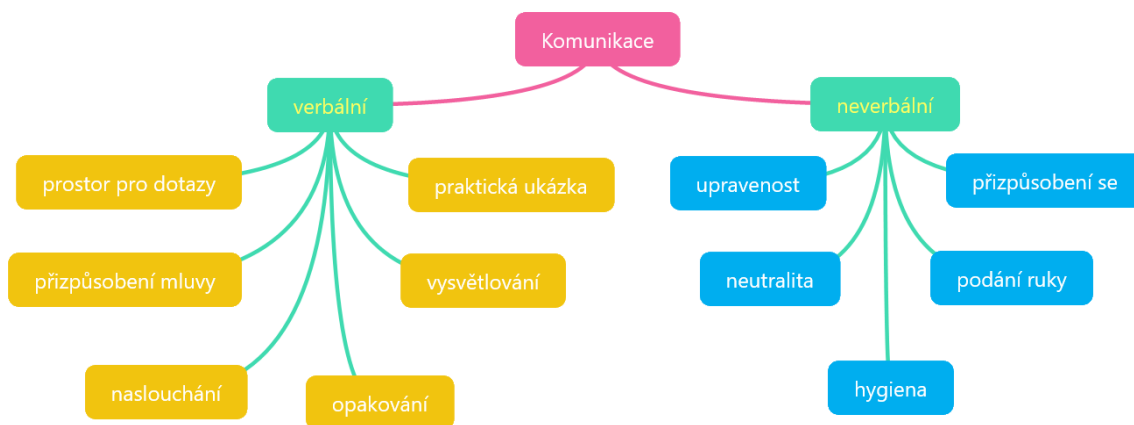 Komunikace
verbální
neverbální
prostor pro dotazy
praktická ukázka
upravenost
přizpůsobení se
přizpůsobení mluvy
vysvětlování
neutralita
podání ruky
naslouchání
opakování
hygiena